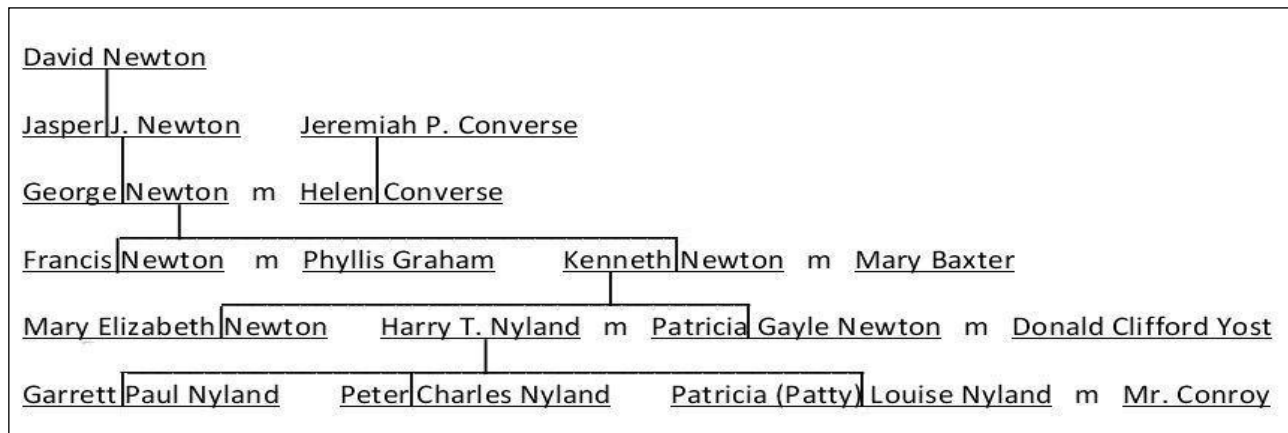 David Newton
Jasper J. Newton Jeremiah P. Converse
George Newton m Helen Converse
Francis Newton m Phyllis Graham Kenneth Newton m Mary Baxter
Mary Elizabeth Newton Harry T. Nyland m Patricia Gayle Newton m Donald Clifford Yost
Garrett Paul Nyland Peter Charles Nyland Patricia (Patty) Louise Nyland m Mr. Conroy